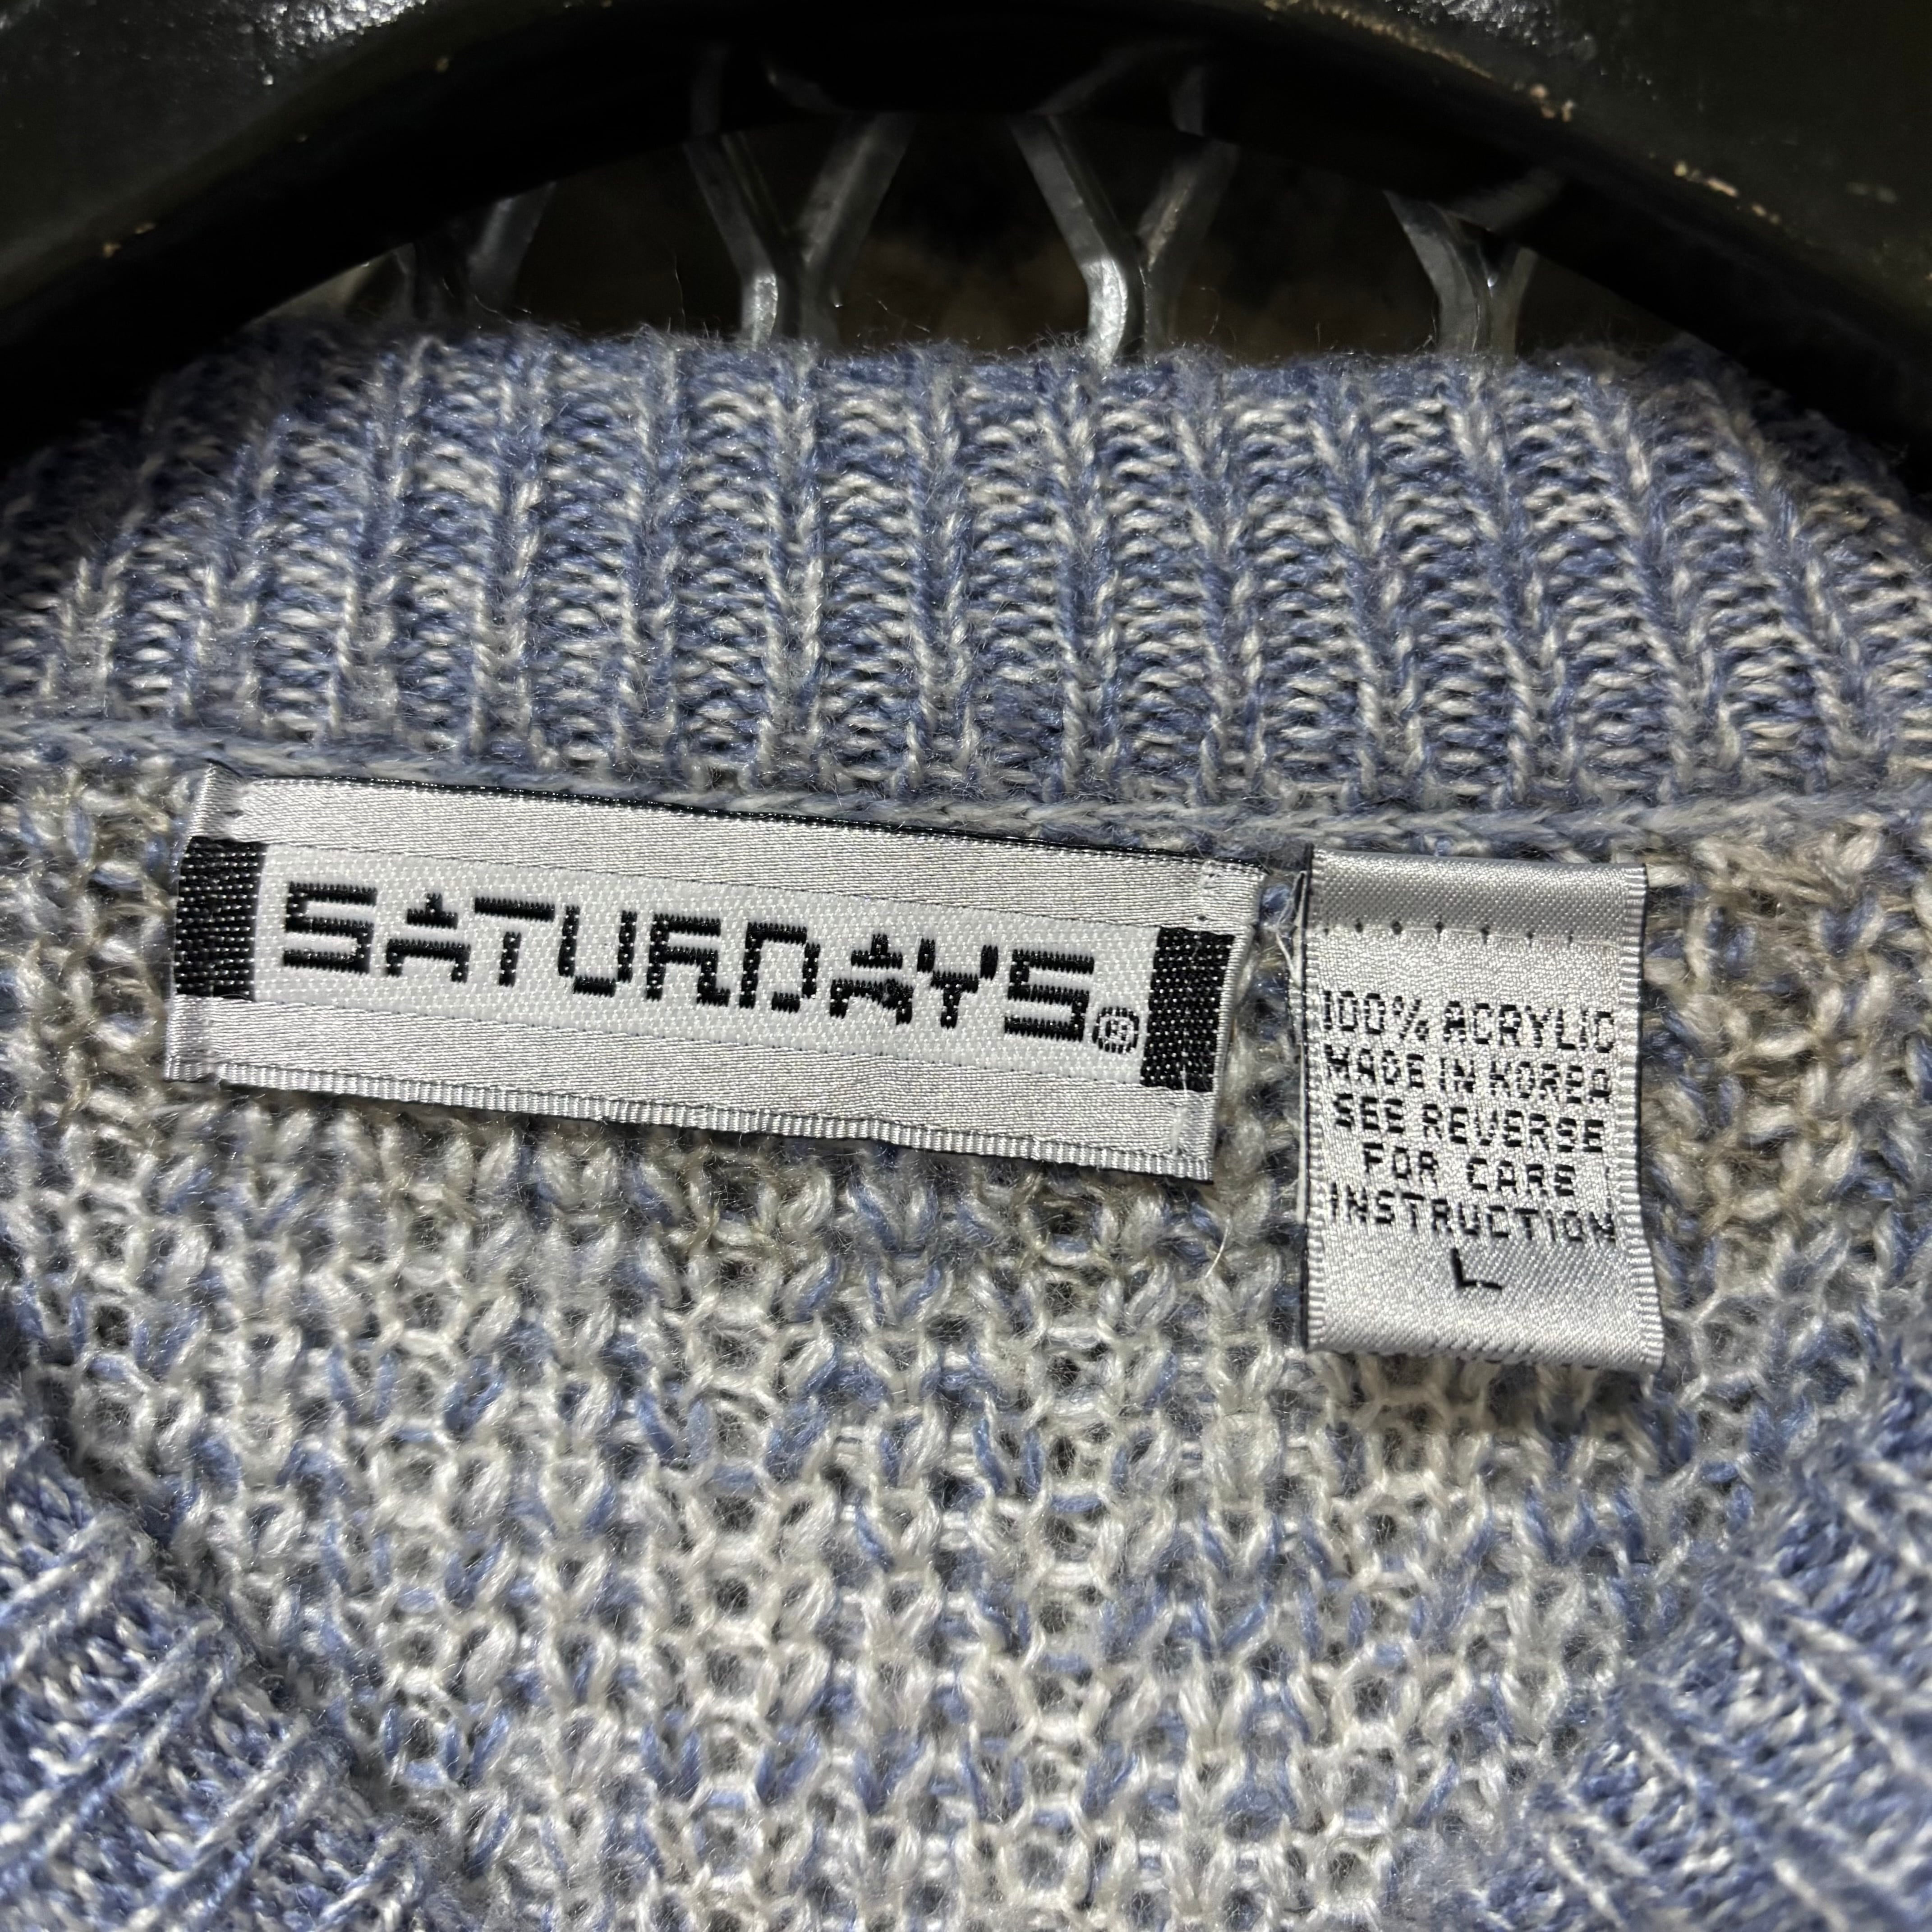 SATURDAYS®
100% ACRYLIC
MADE IN KOREA
SEE REVERSE
FOR CARE
INSTRUCTION
L